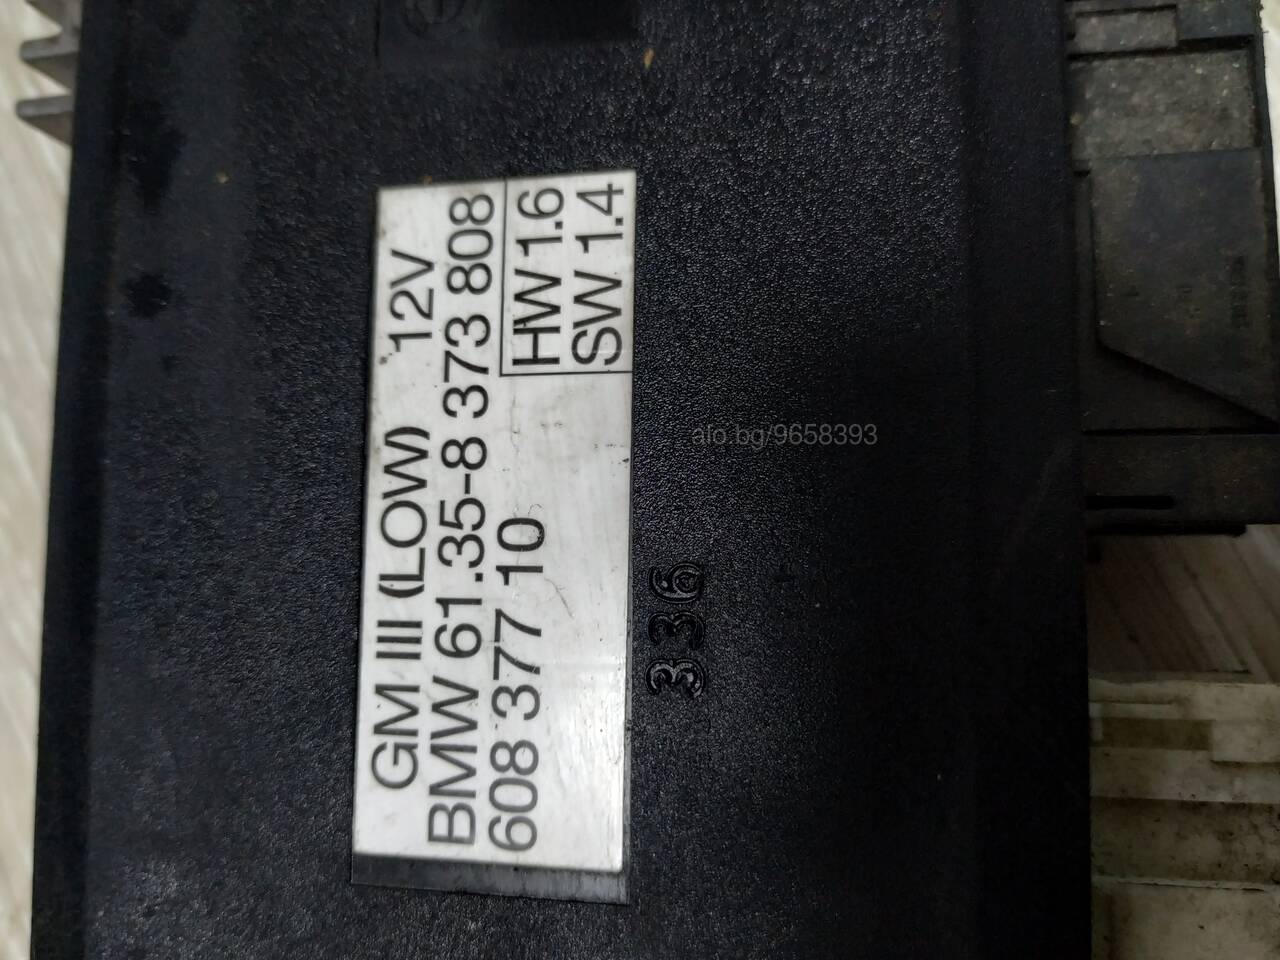 GM III (LOW) 12V
BMW 61.35-8 373 808
608 377 10
HW 1.6
SW 1.4
336
alo.bg/9658393